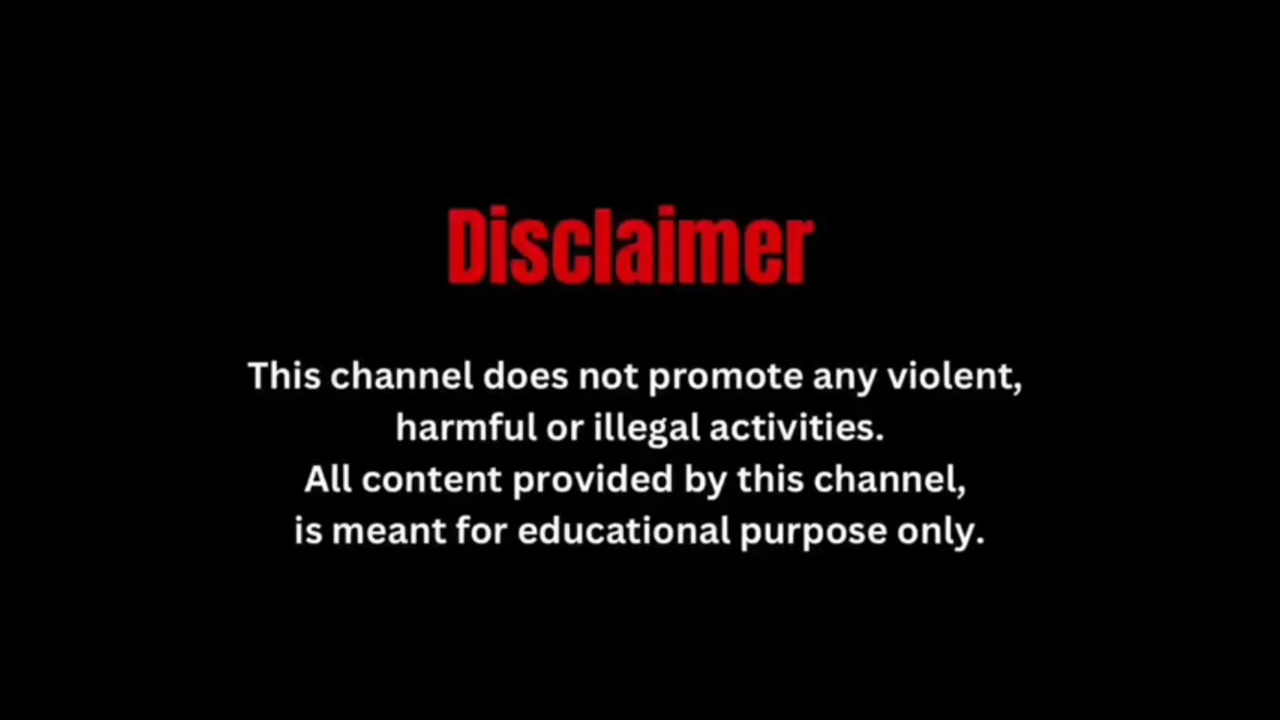 Disclaimer
This channel does not promote any violent,
harmful or illegal activities.
All content provided by this channel,
is meant for educational purpose only.